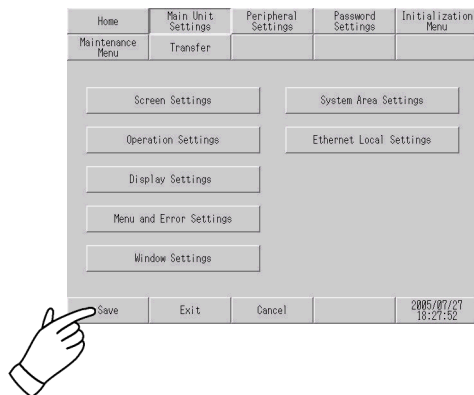 Home
Main Unit
Settings
Peripheral
Settings
Password
Settings
Initialization
Menu
Maintenance
Menu
Transfer
Screen Settings
System Area Settings
Operation Settings
Ethernet Local Settings
Display Settings
Menu and Error Settings
Window Settings
Save
Exit
Cancel
2005/07/27
18:27:52